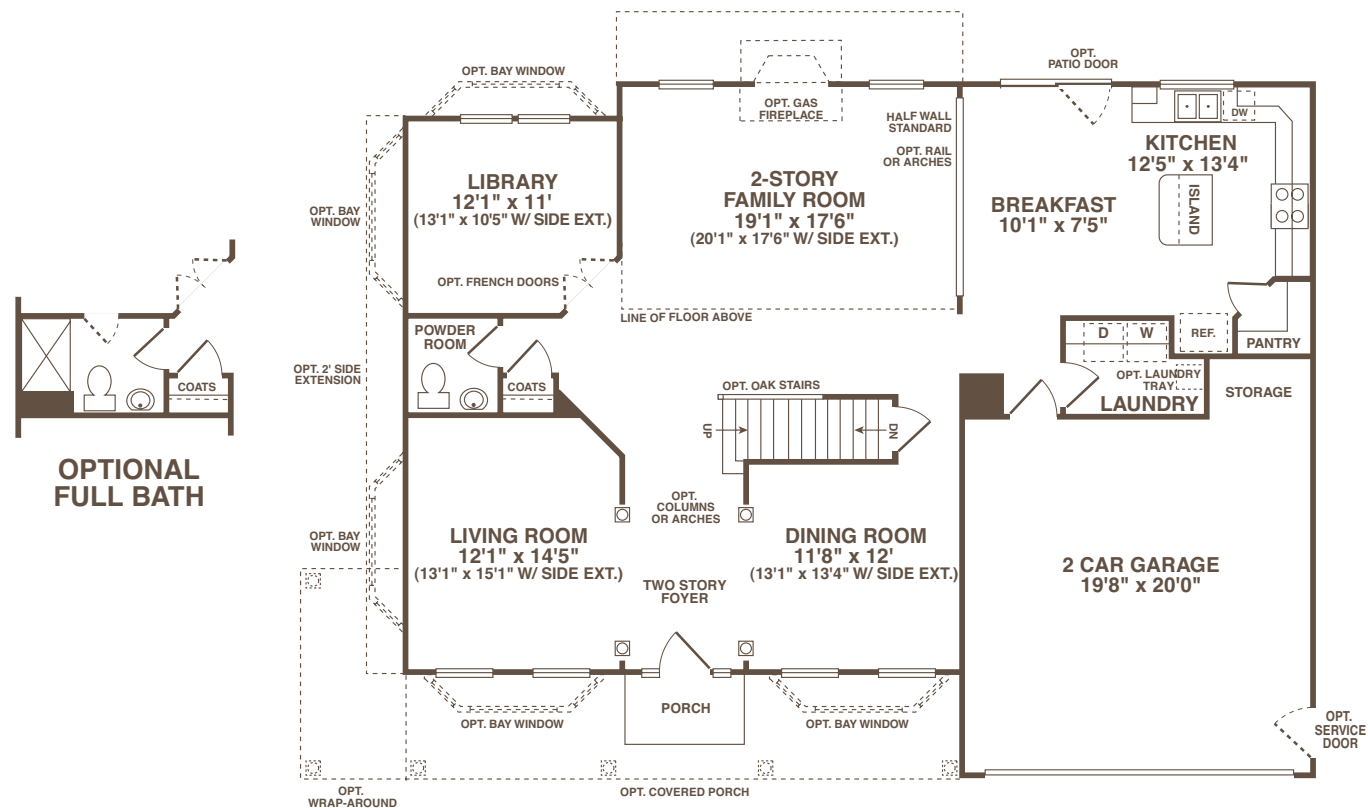 OPT. BAY WINDOW
OPT.
PATIO DOOR
OPT. GAS
FIREPLACE
HALF WALL
STANDARD
OPT. RAIL
OR ARCHES
DW
KITCHEN
12'5" x 13'4"
LIBRARY
12'1" x 11'
(13'1" x 10'5" W/ SIDE EXT.)
2-STORY
FAMILY ROOM
19'1" x 17'6"
(20'1" x 17'6" W/ SIDE EXT.)
BREAKFAST
10'1" x 7'5"
ISLAND
OPT. BAY
WINDOW
OPT. FRENCH DOORS
LINE OF FLOOR ABOVE
POWDER
ROOM
COATS
D
W
REF.
PANTRY
OPT. 2' SIDE
EXTENSION
COATS
OPT. OAK STAIRS
OPT. LAUNDRY
TRAY
LAUNDRY
STORAGE
UP
DN
OPTIONAL
FULL BATH
OPT.
COLUMNS
OR ARCHES
OPT. BAY
WINDOW
LIVING ROOM
12'1" x 14'5"
(13'1" x 15'1" W/ SIDE EXT.)
DINING ROOM
11'8" x 12'
(13'1" x 13'4" W/ SIDE EXT.)
TWO STORY
FOYER
2 CAR GARAGE
19'8" x 20'0"
PORCH
OPT. BAY WINDOW
OPT. BAY WINDOW
OPT.
SERVICE
DOOR
OPT.
WRAP-AROUND
OPT. COVERED PORCH